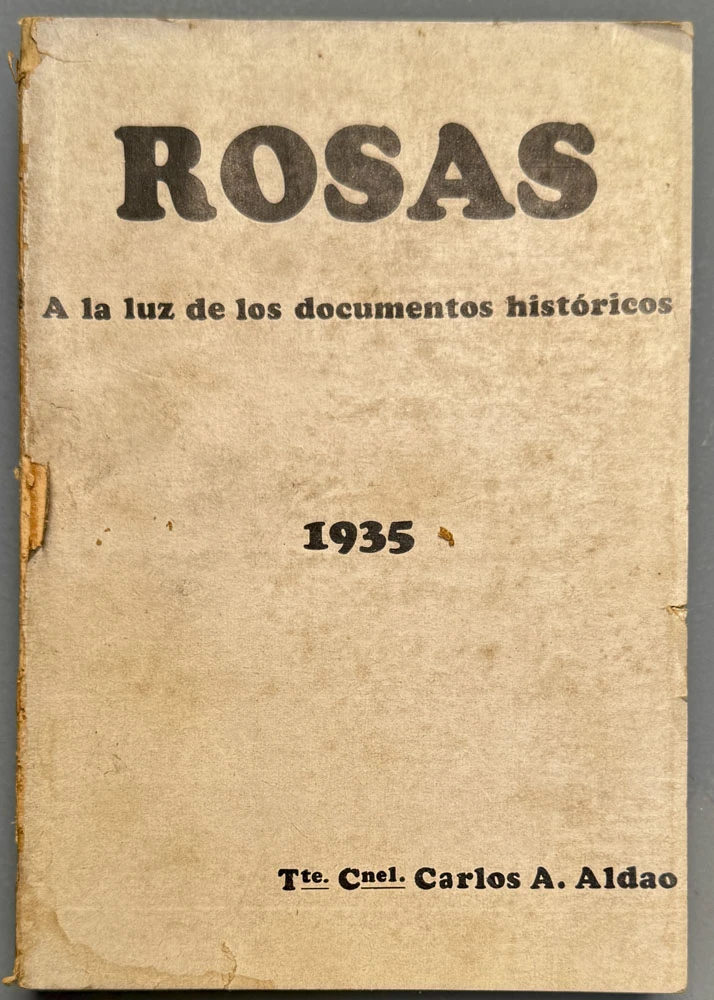 ROSAS
A la luz de los documentos históricos
1935
Tte. Cnel. Carlos A. Aldao